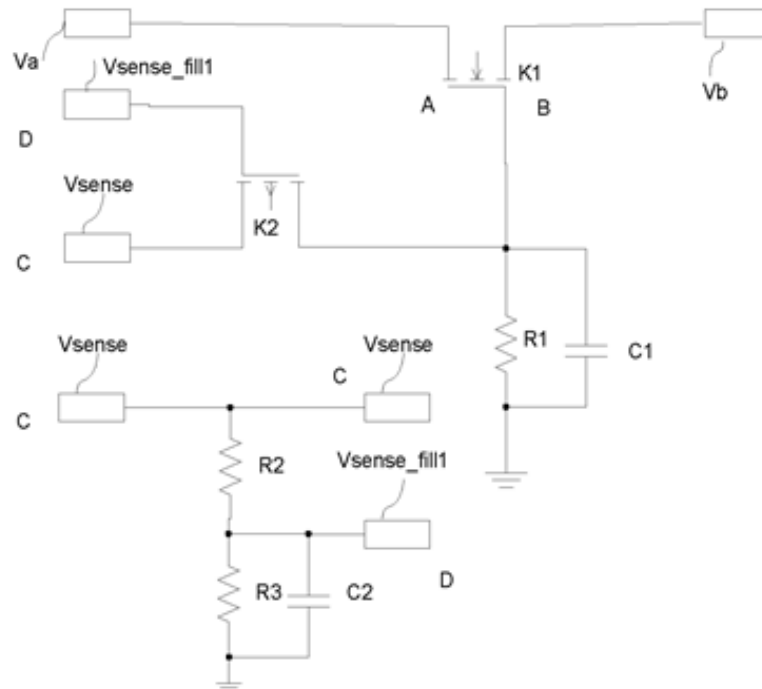 Va
Vsense_fill1
K1
Vb
A
B
D
Vsense
K2
C
R1
C1
Vsense
Vsense
C
C
R2
Vsense_fill1
R3
C2
D